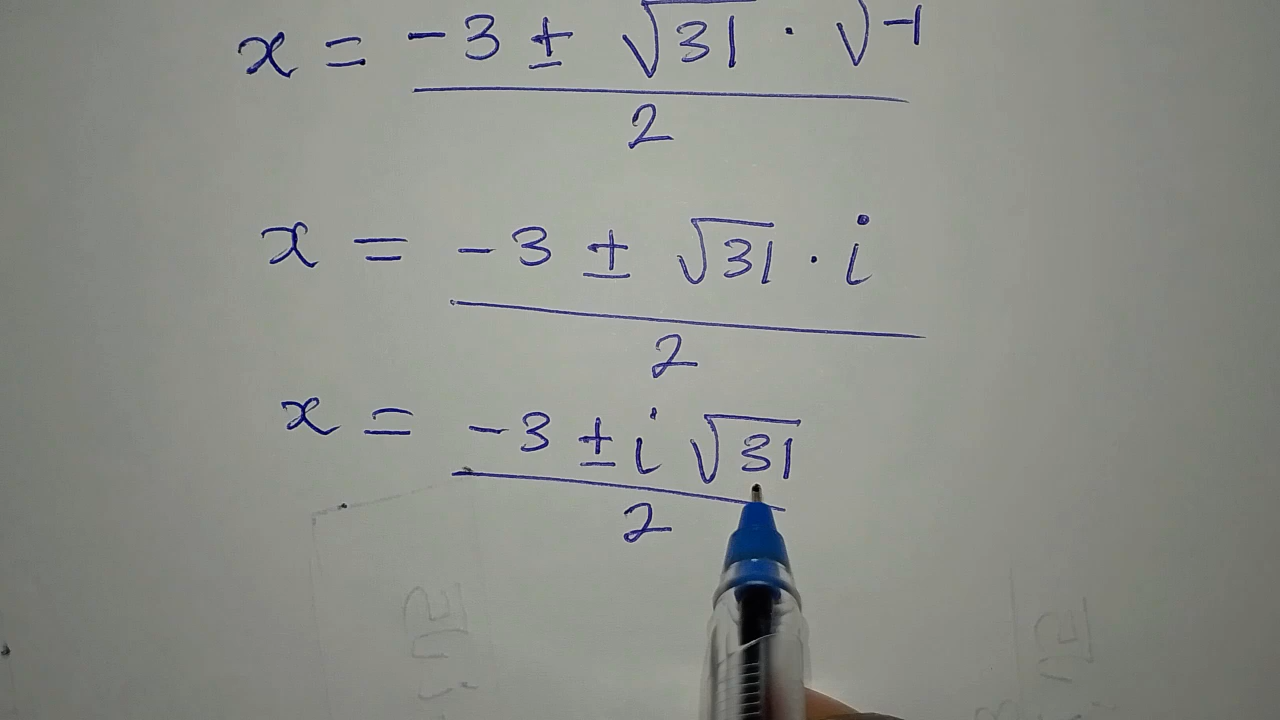 x = -3 ± √31 · √-1
2
x = -3 ± √31 · i
2
x = -3 ± i √31
2